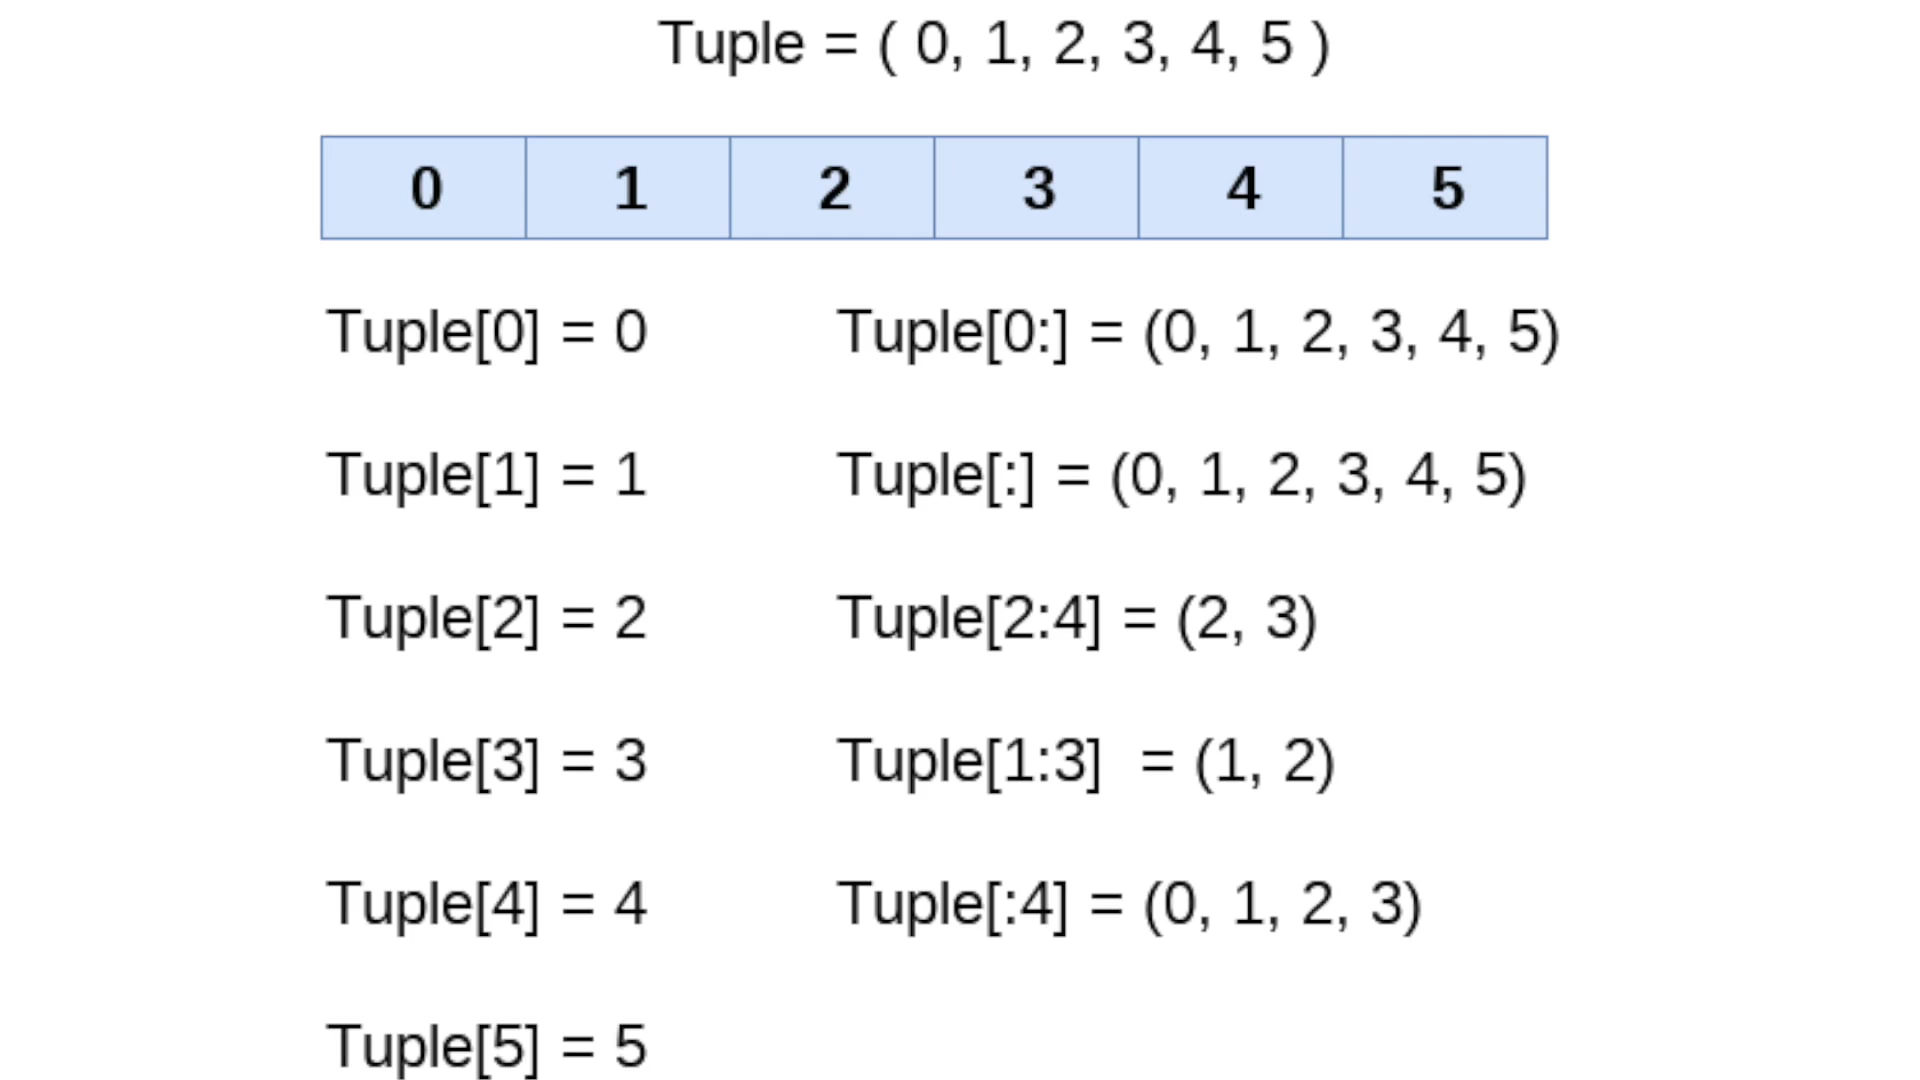 Tuple = ( 0, 1, 2, 3, 4, 5 )
0 1 2 3 4 5
Tuple[0] = 0 Tuple[0:] = (0, 1, 2, 3, 4, 5)
Tuple[1] = 1 Tuple[:] = (0, 1, 2, 3, 4, 5)
Tuple[2] = 2 Tuple[2:4] = (2, 3)
Tuple[3] = 3 Tuple[1:3] = (1, 2)
Tuple[4] = 4 Tuple[:4] = (0, 1, 2, 3)
Tuple[5] = 5